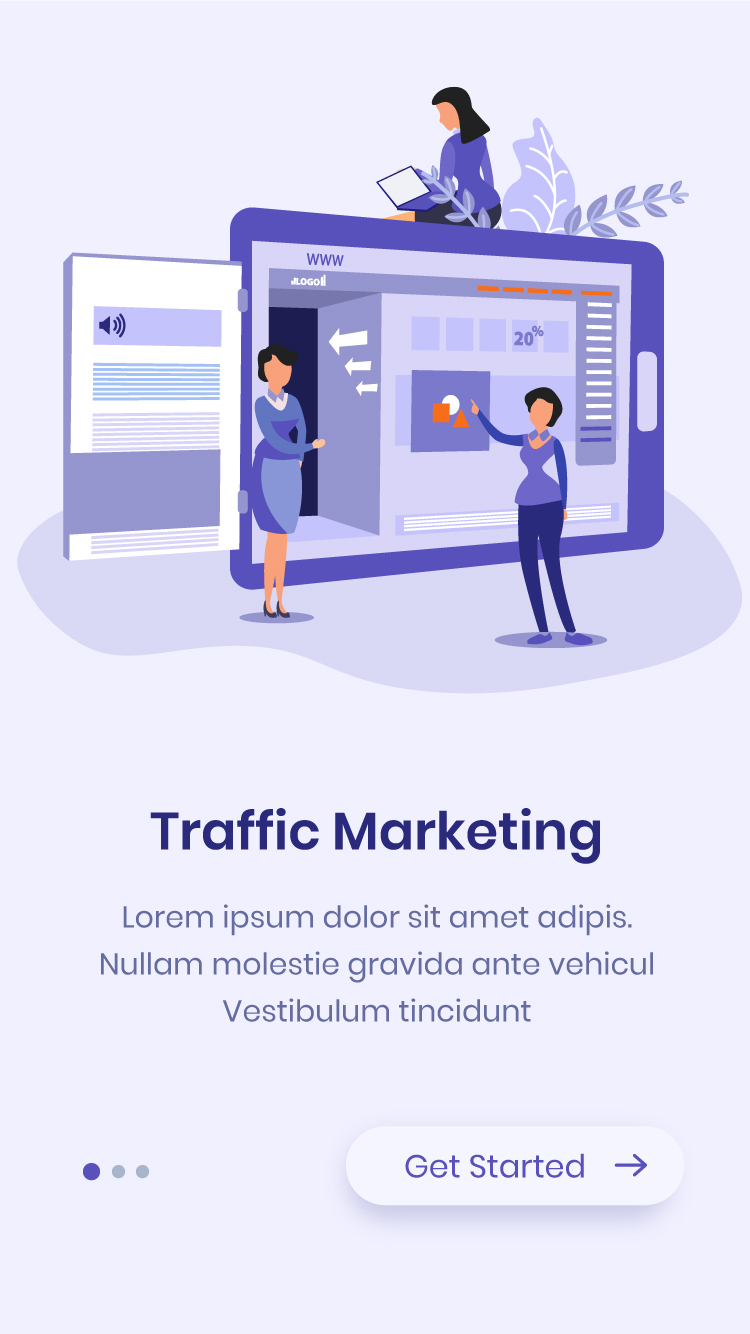 WWW
LOGO
20%
Traffic Marketing
Lorem ipsum dolor sit amet adipis.
Nullam molestie gravida ante vehicul
Vestibulum tincidunt
Get Started